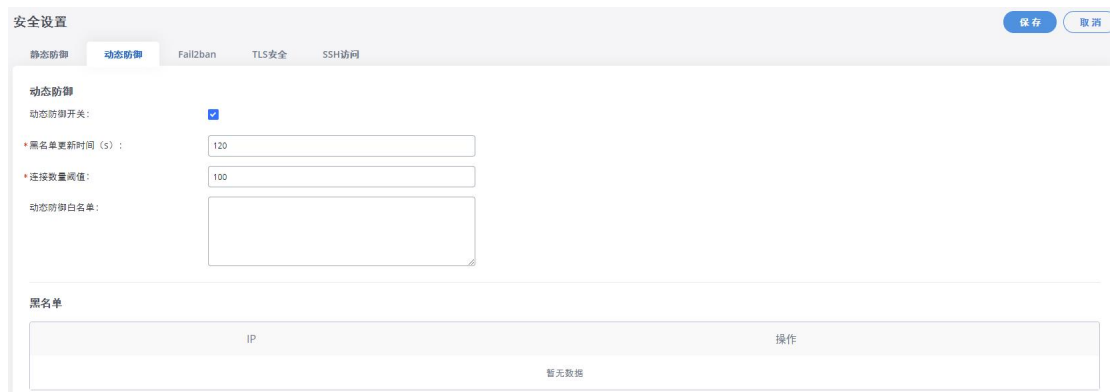 安全设置
保存 取消
静态防御 动态防御 Fail2ban TLS安全 SSH访问
动态防御
动态防御开关：
*黑名单更新时间（s）： 120
*连接数量阈值： 100
动态防御白名单：
黑名单
IP 操作
暂无数据